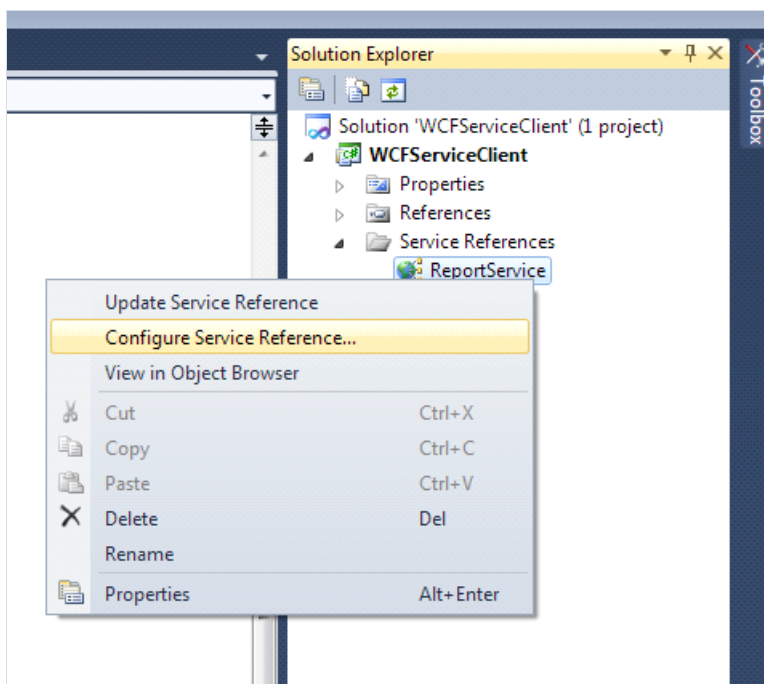 Solution Explorer
Toolbox
Solution 'WCFServiceClient' (1 project)
C#
WCFServiceClient
Properties
References
Service References
ReportService
Update Service Reference
Configure Service Reference...
View in Object Browser
Cut Ctrl+X
Copy Ctrl+C
Paste Ctrl+V
Delete Del
Rename
Properties Alt+Enter